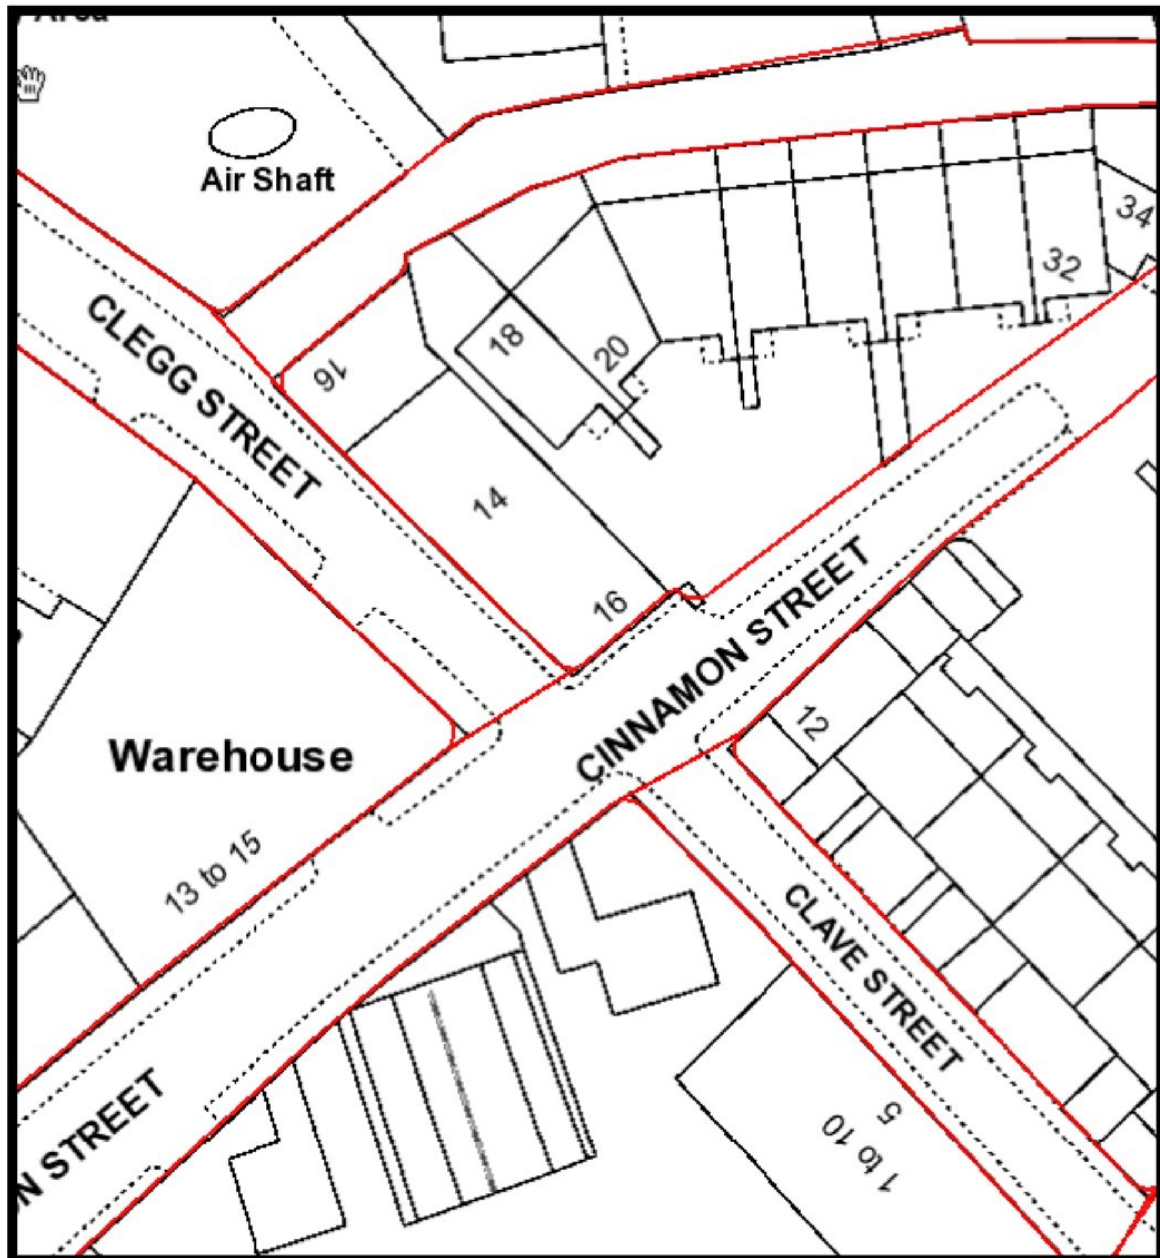 Area
Air Shaft
34
32
CLEGG STREET
18
20
16
14
16
CINNAMON STREET
12
Warehouse
13 to 15
CLAVE STREET
N STREET
5
1 to 10